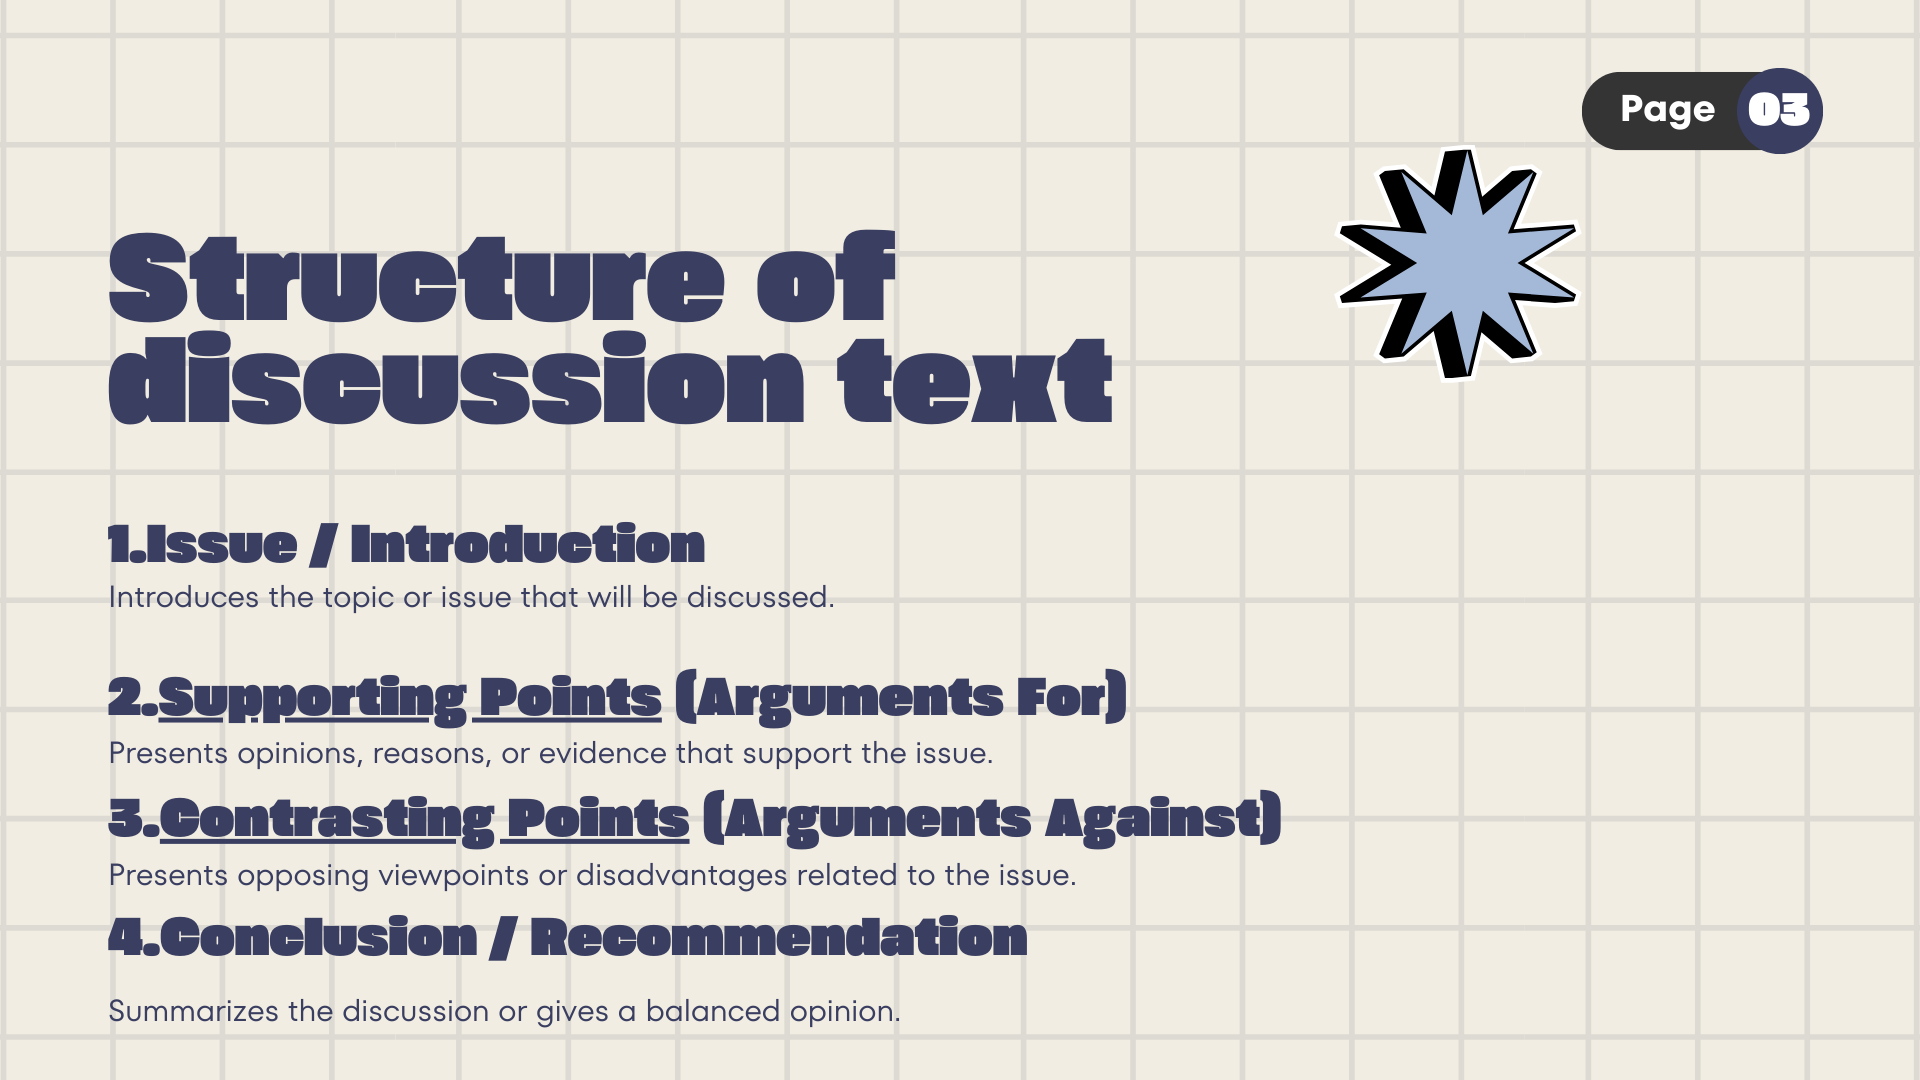 Page 03
Structure of
discussion text
1.Issue / Introduction
Introduces the topic or issue that will be discussed.
2.Supporting Points (Arguments For)
Presents opinions, reasons, or evidence that support the issue.
3.Contrasting Points (Arguments Against)
Presents opposing viewpoints or disadvantages related to the issue.
4.Conclusion / Recommendation
Summarizes the discussion or gives a balanced opinion.